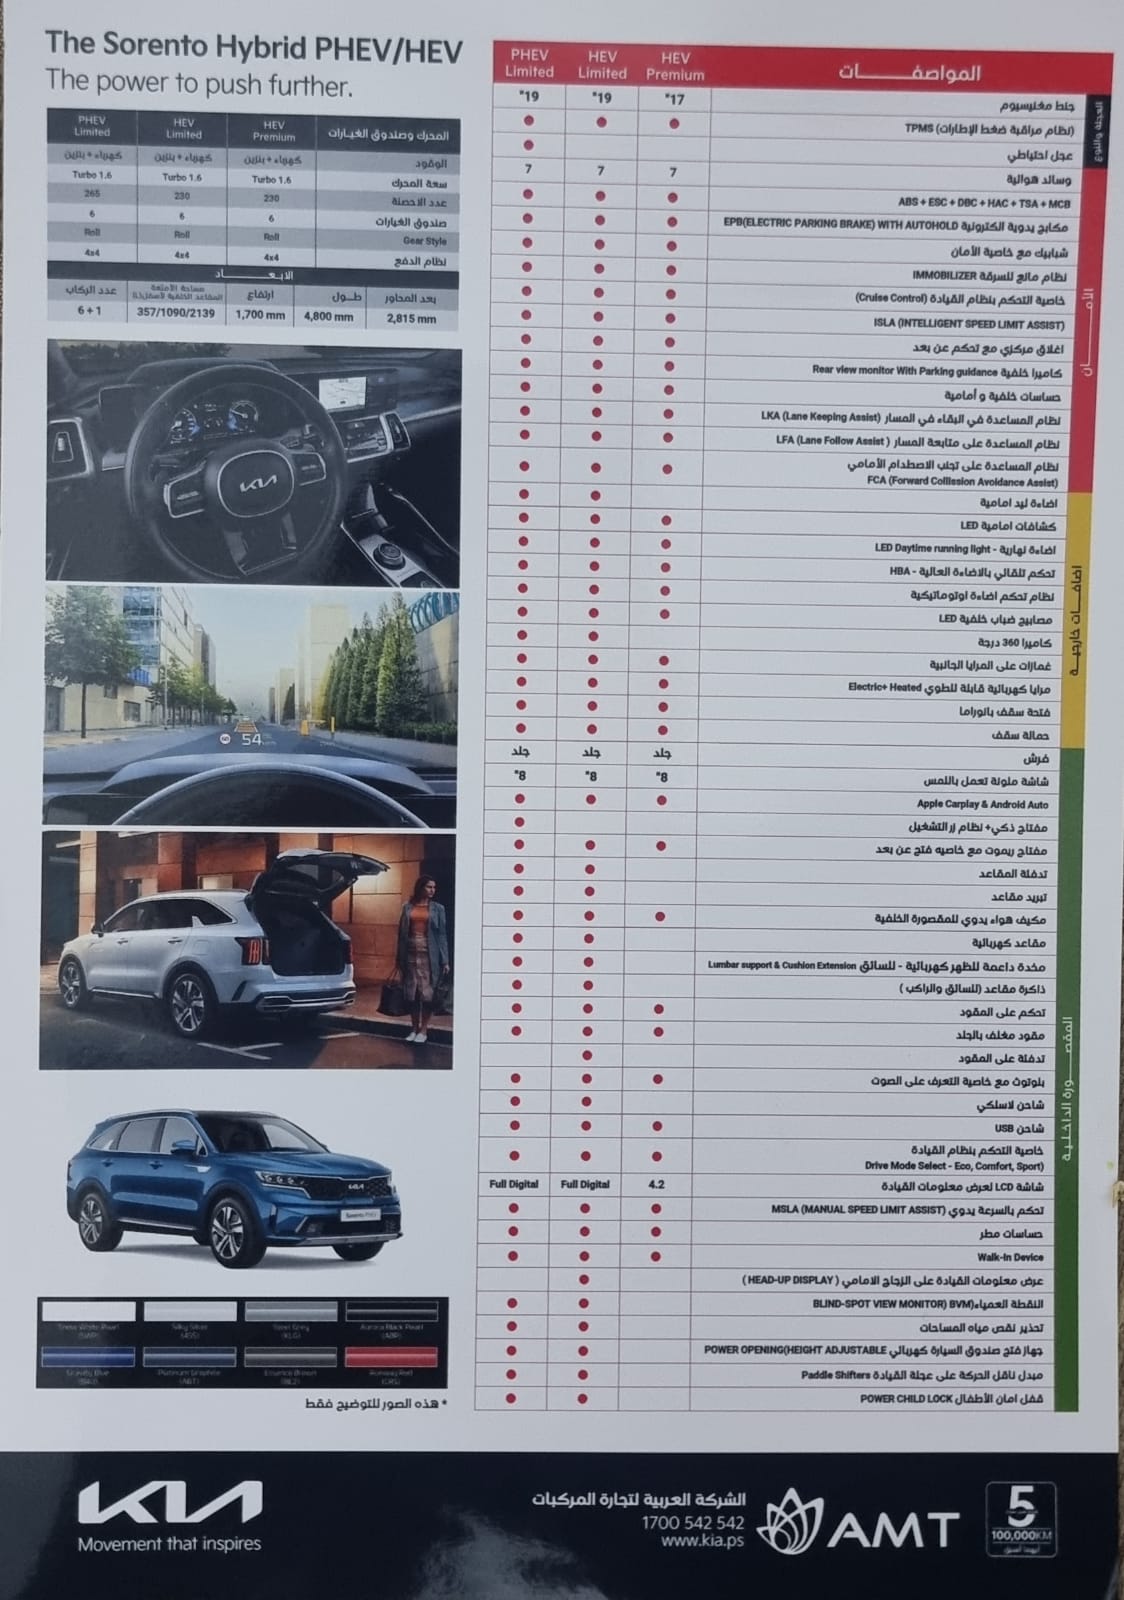 The Sorento Hybrid PHEV/HEV
The power to push further.
المحرك وصندوق الغيارات HEV Premium HEV Limited PHEV Limited
الوقود كهرباء + بنزين كهرباء + بنزين كهرباء + بنزين
سعة المحرك Turbo 1.6 Turbo 1.6 Turbo 1.6
عدد الاحصنة 230 230 265
صندوق الغيارات 6 6 6
Gear Style Roll Roll Roll
نظام الدفع 4x4 4x4 4x4
الابعـــــــاد
بعد المحاور طـــول ارتفاع مساحة الأمتعة عدد الركاب
2,815 mm 4,800 mm 1,700 mm 357/1090/2139 6 + 1
54
Snow White Pearl (SWP)
Silky Silver (4SS)
Steel Grey (KLG)
Aurora Black Pearl (ABP)
Gravity Blue
Platinum Graphite (ABT)
Essence Brown (BE2)
Runway Red (CR5)
* هذه الصور للتوضيح فقط
المواصفـــــــات HEV Premium HEV Limited PHEV Limited
العجلة والنوع
جنط مغنيسيوم 17" 19" 19"
TPMS (نظام مراقبة ضغط الإطارات) ● ● ●
عجل احتياطي ●
الأمـــــــان
وسائد هوائية 7 7 7
ABS + ESC + DBC + HAC + TSA + MCB ● ● ●
مكابح يدوية الكترونية EPB(ELECTRIC PARKING BRAKE) WITH AUTOHOLD ● ● ●
شبابيك مع خاصية الأمان ● ● ●
نظام مانع للسرقة IMMOBILIZER ● ● ●
خاصية التحكم بنظام القيادة (Cruise Control) ● ● ●
ISLA (INTELLIGENT SPEED LIMIT ASSIST) ● ● ●
اغلاق مركزي مع تحكم عن بعد ● ● ●
كاميرا خلفية Rear view monitor With Parking guidance ● ● ●
حساسات خلفية و أمامية ● ● ●
نظام المساعدة في البقاء في المسار LKA (Lane Keeping Assist) ● ● ●
نظام المساعدة على متابعة المسار LFA (Lane Follow Assist ) ● ● ●
نظام المساعدة على تجنب الاصطدام الأمامي
FCA (Forward Collission Avoidance Assist) ● ● ●
اضافـــات خارجيـــة
اضاءة ليد امامية ● ●
كشافات امامية LED ● ● ●
اضاءة نهارية - LED Daytime running light ● ● ●
تحكم تلقائي بالاضاءة العالية - HBA ● ● ●
نظام تحكم اضاءة اوتوماتيكية ● ● ●
مصابيح ضباب خلفية LED ● ● ●
كاميرا 360 درجة ● ●
غمازات على المرايا الجانبية ● ● ●
مرايا كهربائية قابلة للطوي Electric+ Heated ● ● ●
فتحة سقف بانوراما ● ● ●
حمالة سقف ● ● ●
المقصـــورة الداخليـــة
فرش جلد جلد جلد
شاشة ملونة تعمل باللمس 8" 8" 8"
Apple Carplay & Android Auto ● ● ●
مفتاح ذكي+ نظام زر التشغيل ●
مفتاح ريموت مع خاصيه فتح عن بعد ● ● ●
تدفئة المقاعد ● ●
تبريد مقاعد ● ●
مكيف هواء يدوي للمقصورة الخلفية ● ● ●
مقاعد كهربائية ● ●
مخدة داعمة للظهر كهربائية - للسائق Lumbar support & Cushion Extension ● ●
ذاكرة مقاعد (للسائق والراكب ) ● ●
تحكم على المقود ● ● ●
مقود مغلف بالجلد ● ● ●
تدفئة على المقود ●
بلوتوث مع خاصية التعرف على الصوت ● ● ●
شاحن لاسلكي ● ●
شاحن USB ● ● ●
خاصية التحكم بنظام القيادة
Drive Mode Select - Eco, Comfort, Sport) ● ● ●
شاشة LCD لعرض معلومات القيادة 4.2 Full Digital Full Digital
تحكم بالسرعة يدوي MSLA (MANUAL SPEED LIMIT ASSIST) ● ● ●
حساسات مطر ● ● ●
Walk-In Device ● ● ●
عرض معلومات القيادة على الزجاج الامامي ( HEAD-UP DISPLAY ) ●
النقطة العمياء BLIND-SPOT VIEW MONITOR) BVM) ● ●
تحذير نقص مياه المساحات ● ●
جهاز فتح صندوق السيارة كهربائي POWER OPENING(HEIGHT ADJUSTABLE ● ●
مبدل ناقل الحركة على عجلة القيادة Paddle Shifters ● ●
قفل امان الأطفال POWER CHILD LOCK ● ●
KIA
Movement that inspires
الشركة العربية لتجارة المركبات
1700 542 542
www.kia.ps
AMT
5
100,000KM